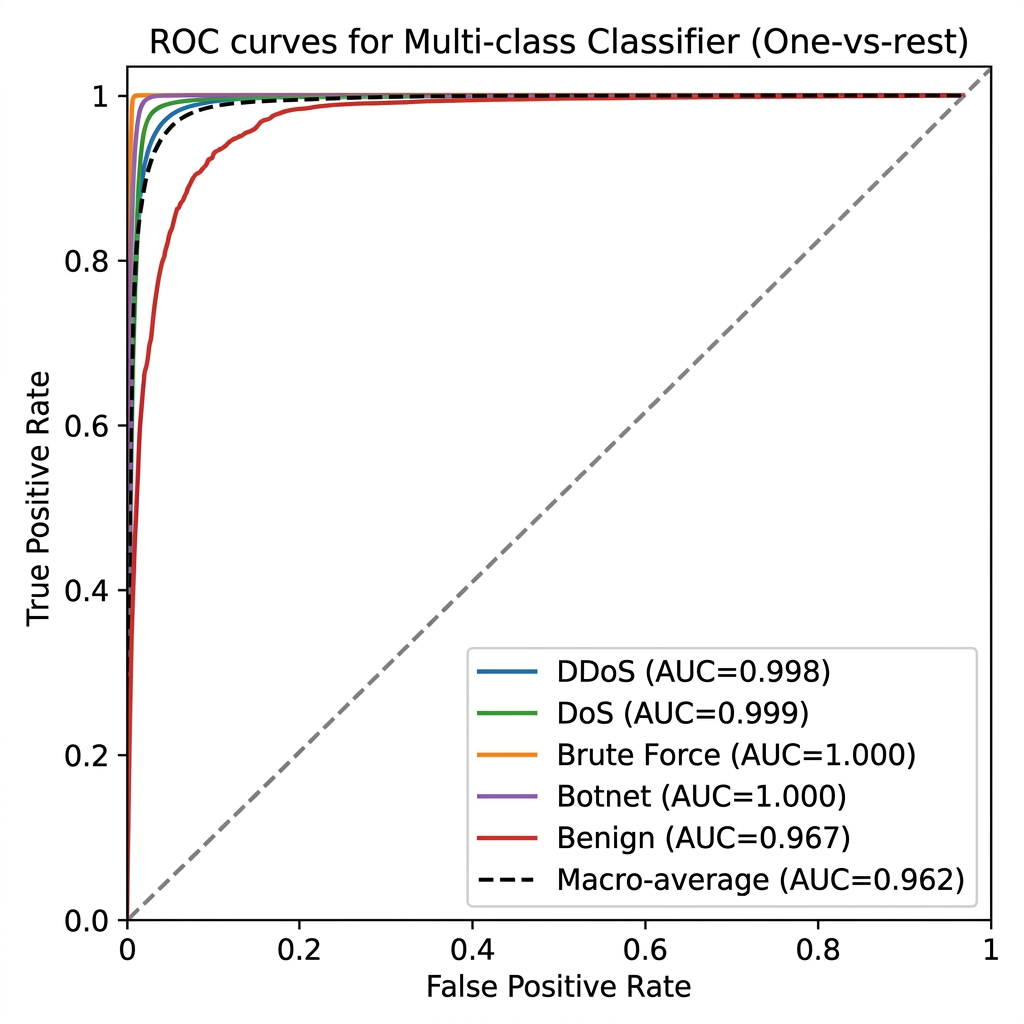 ROC curves for Multi-class Classifier (One-vs-rest)
True Positive Rate
1
0.8
0.6
0.4
0.2
0.0
DDoS (AUC=0.998)
DoS (AUC=0.999)
Brute Force (AUC=1.000)
Botnet (AUC=1.000)
Benign (AUC=0.967)
Macro-average (AUC=0.962)
0 0.2 0.4 0.6 0.8 1
False Positive Rate